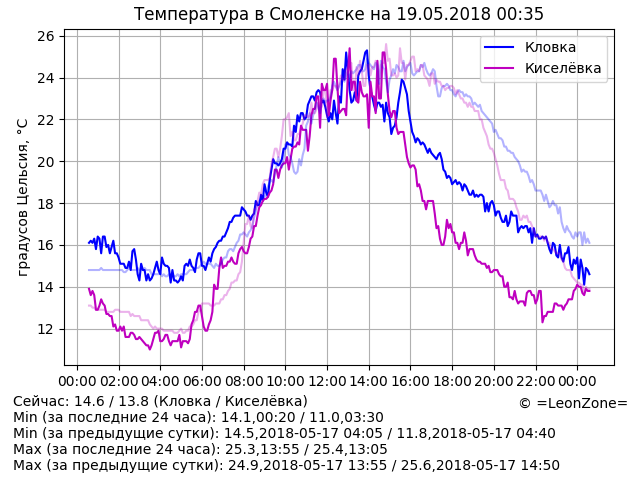 Температура в Смоленске на 19.05.2018 00:35
26
24
22
20
18
16
14
12
градусов Цельсия, °C
Кловка
Киселёвка
00:00 02:00 04:00 06:00 08:00 10:00 12:00 14:00 16:00 18:00 20:00 22:00 00:00
Сейчас: 14.6 / 13.8 (Кловка / Киселёвка)
© =LeonZone=
Min (за последние 24 часа): 14.1,00:20 / 11.0,03:30
Min (за предыдущие сутки): 14.5,2018-05-17 04:05 / 11.8,2018-05-17 04:40
Max (за последние 24 часа): 25.3,13:55 / 25.4,13:05
Max (за предыдущие сутки): 24.9,2018-05-17 13:55 / 25.6,2018-05-17 14:50